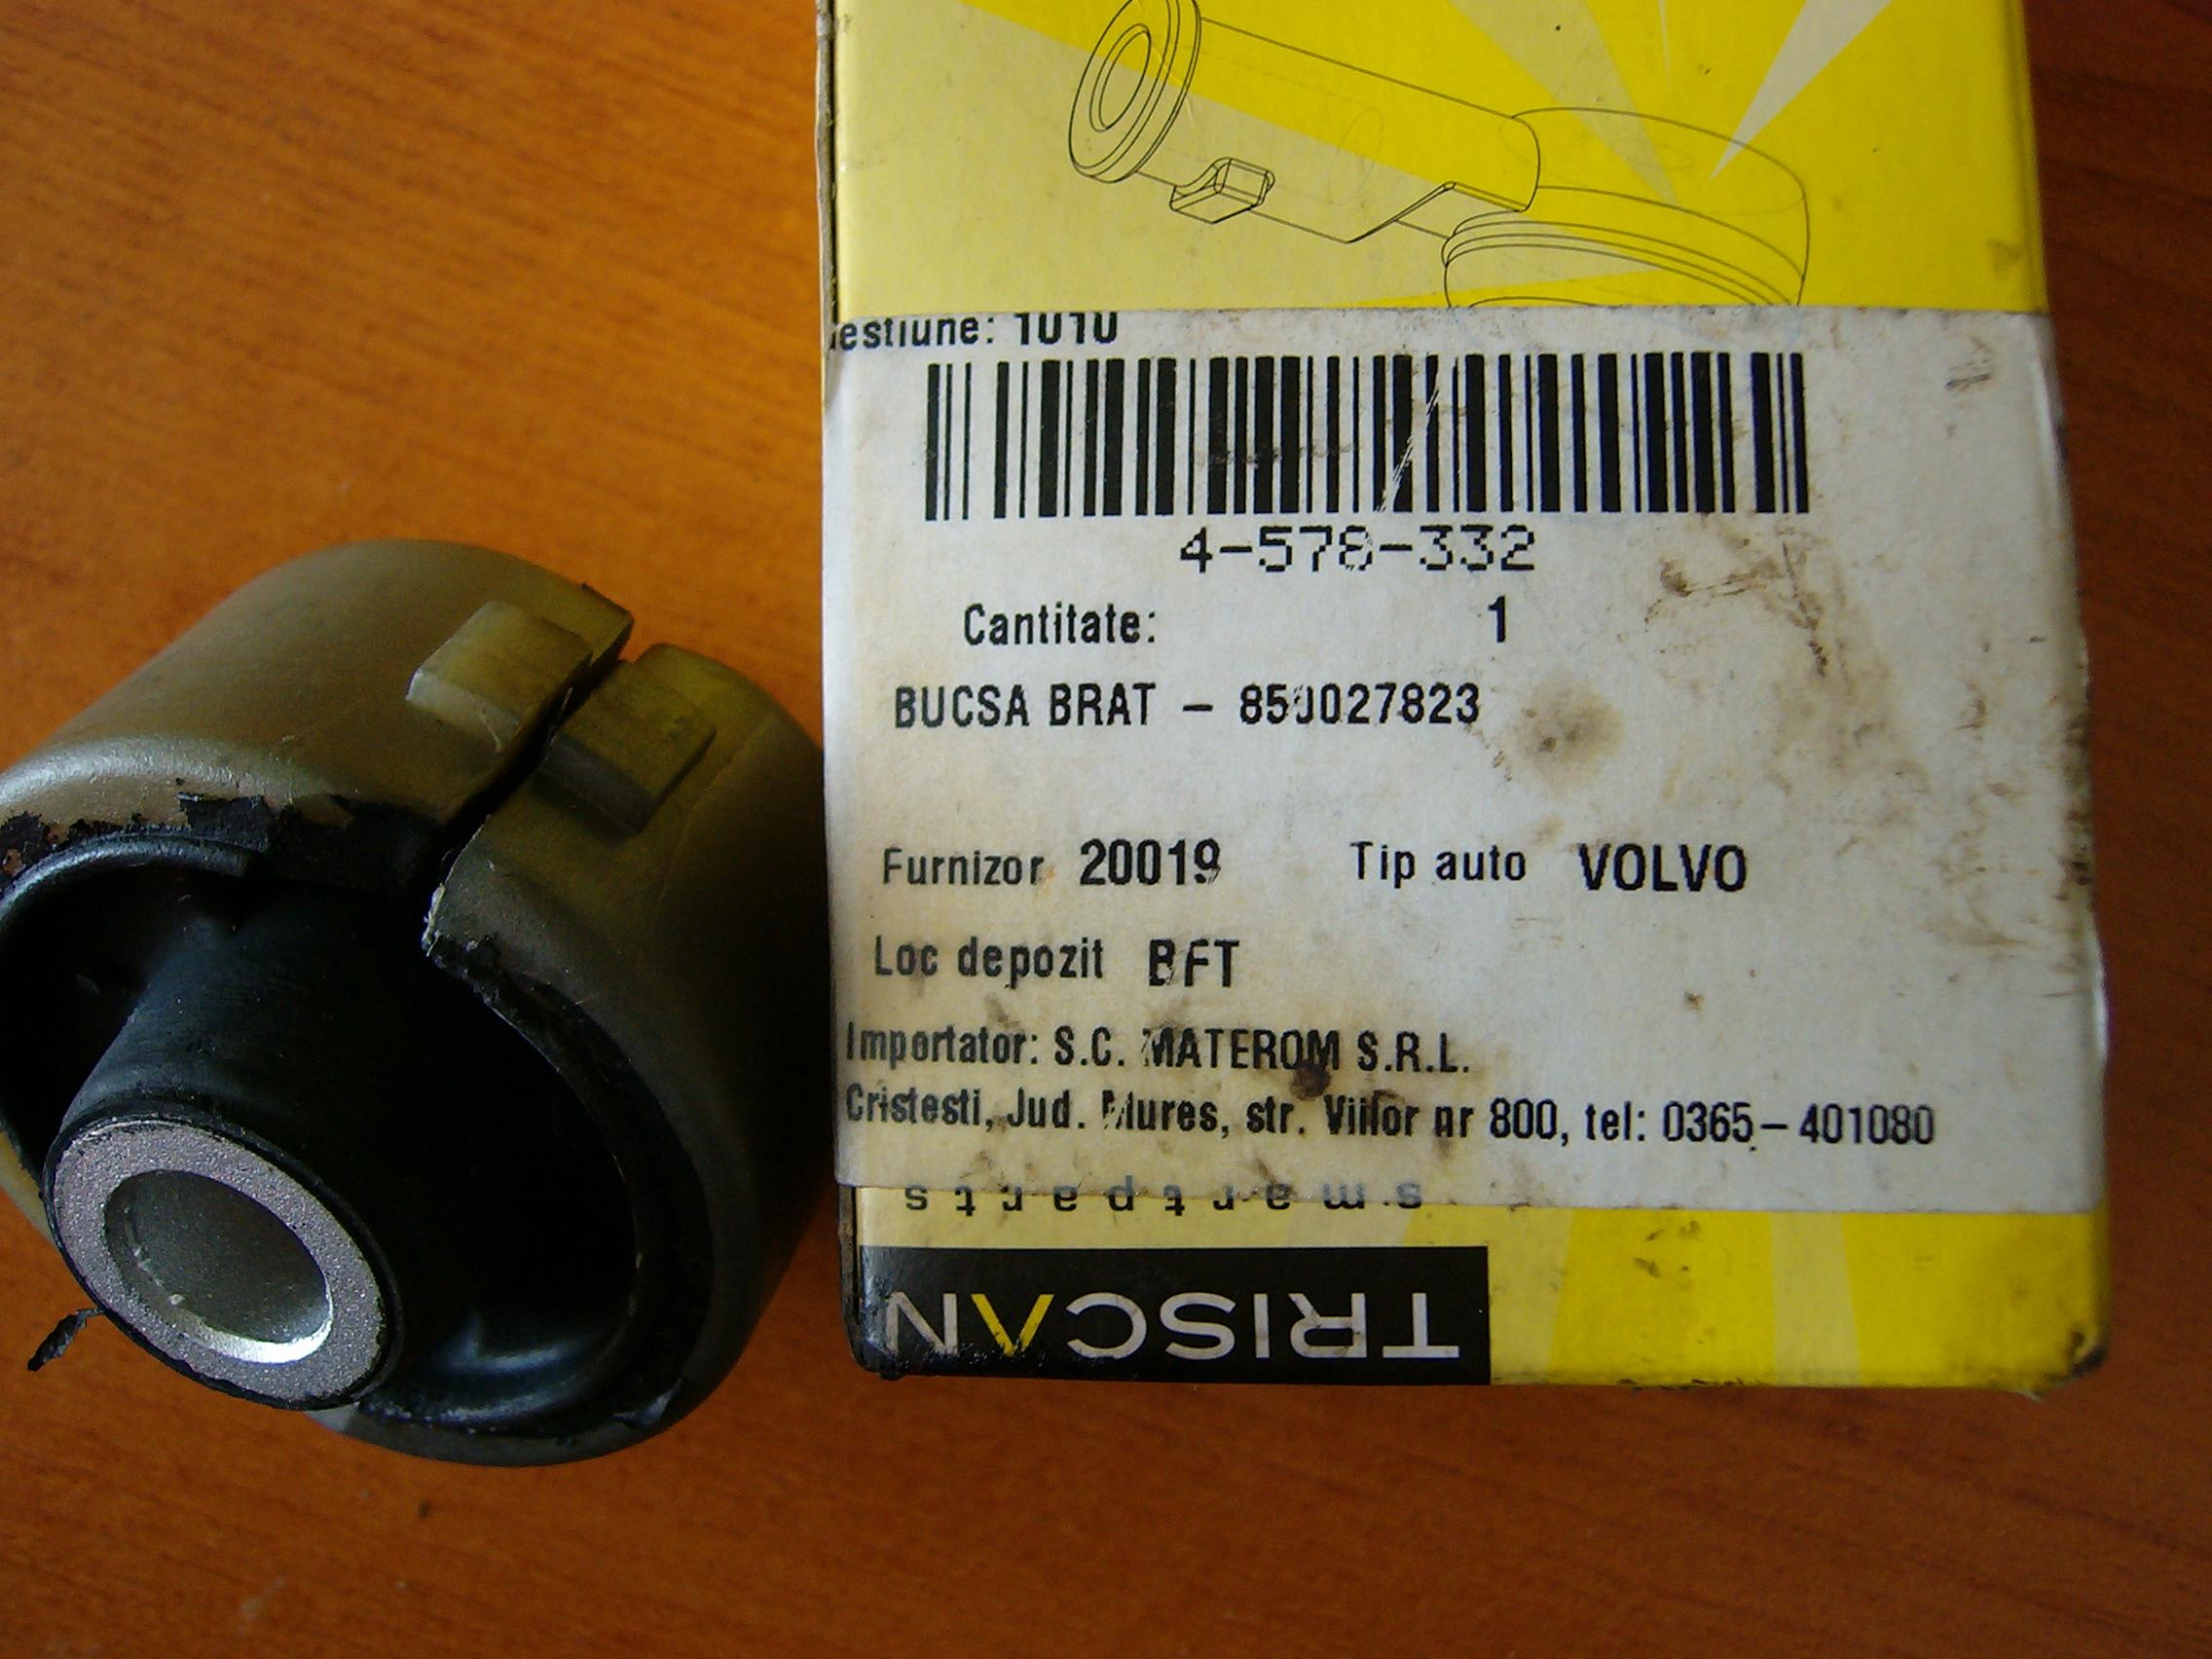 estiune: 1010
4-578-332
Cantitate: 1
BUCSA BRAT - 850027823
Furnizor 20019 Tip auto VOLVO
Loc depozit BFT
Importator: S.C. MATEROM S.R.L.
Cristesti, Jud. Mures, str. Viilor nr 800, tel: 0365-401080
smartparts
TRISCAN